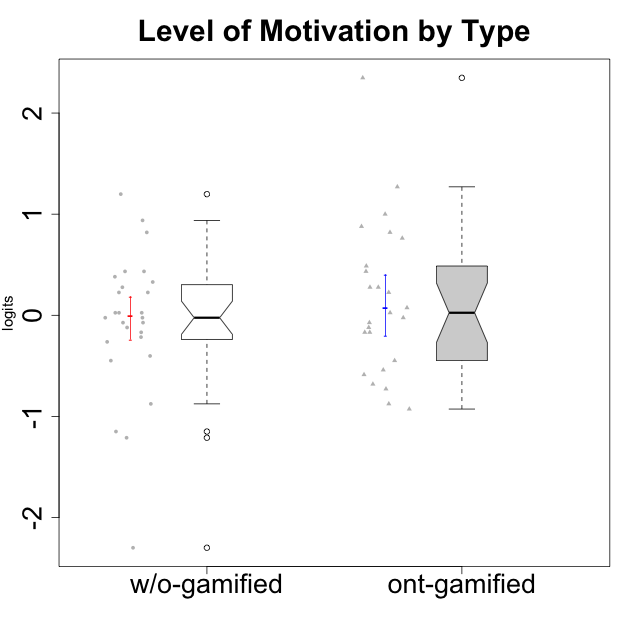 Level of Motivation by Type
logits
2
1
0
-1
-2
w/o-gamified
ont-gamified